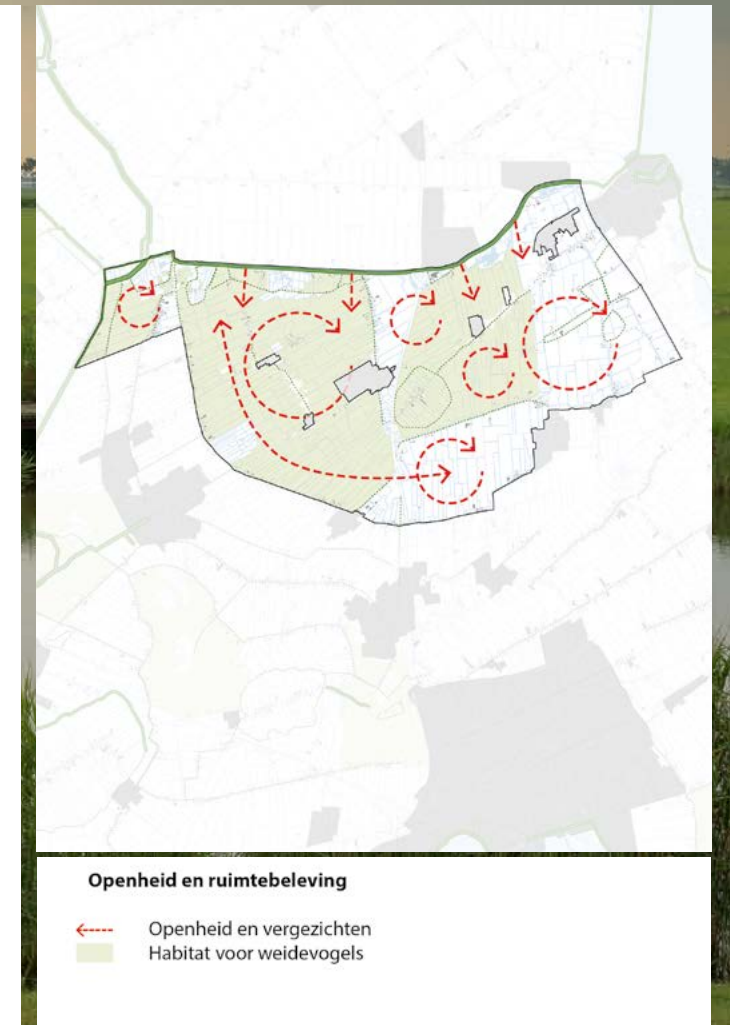 Openheid en ruimtebeleving
Openheid en vergezichten
Habitat voor weidevogels